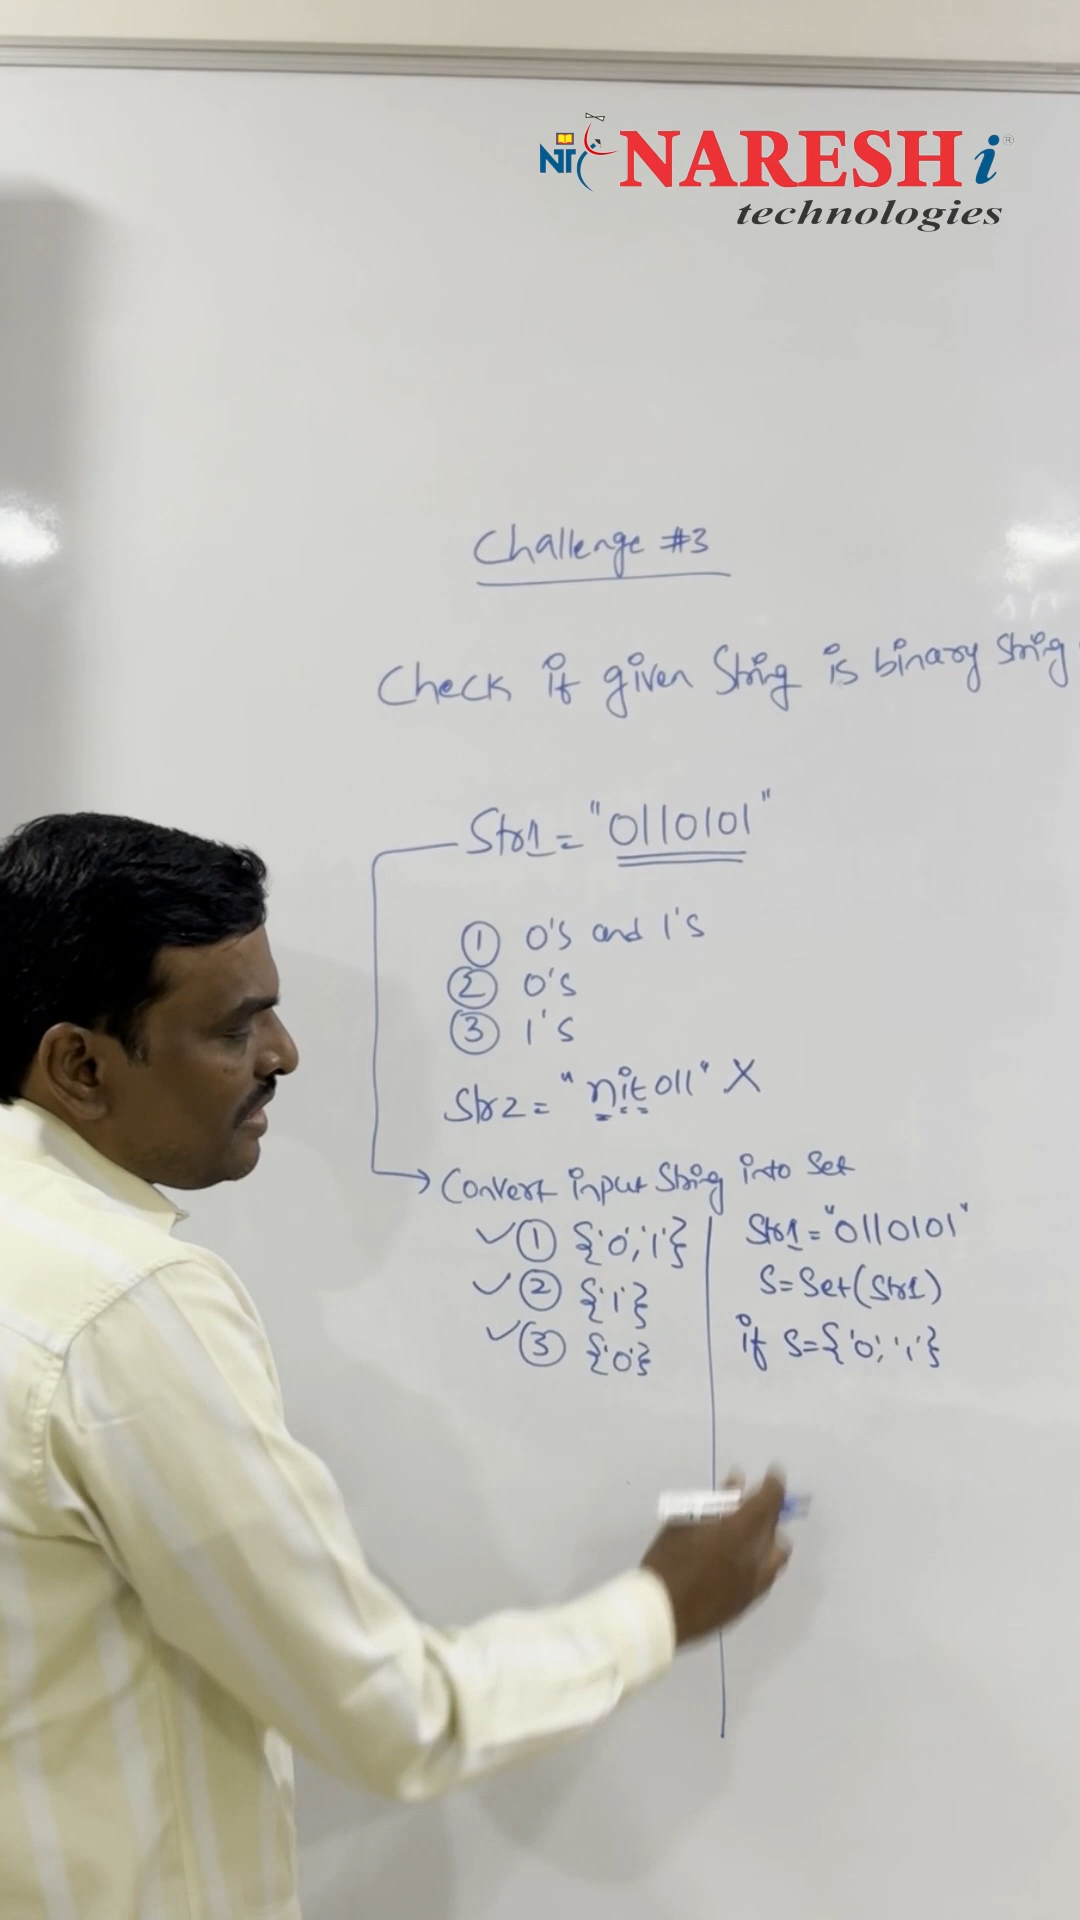 NT NARESH i ®
technologies
Challenge #3
Check if given String is binary string
Str1 = "0110101"
① 0's and 1's
② 0's
③ 1's
Str2 = "nit011" X
→ Convert input String into Set
✓① {'0','1'}
✓② {'1'}
✓③ {'0'}
Str1 = "0110101"
S=Set(Str1)
if S={'0','1'}